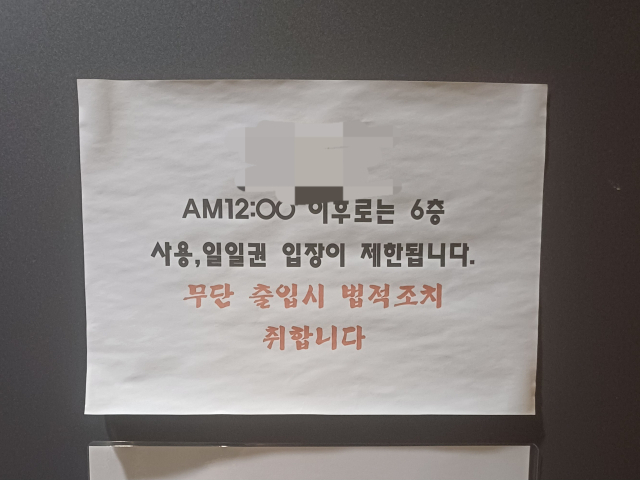 AM12:00 이후로는 6층
사용,일일권 입장이 제한됩니다.
무단 출입시 법적조치
취합니다